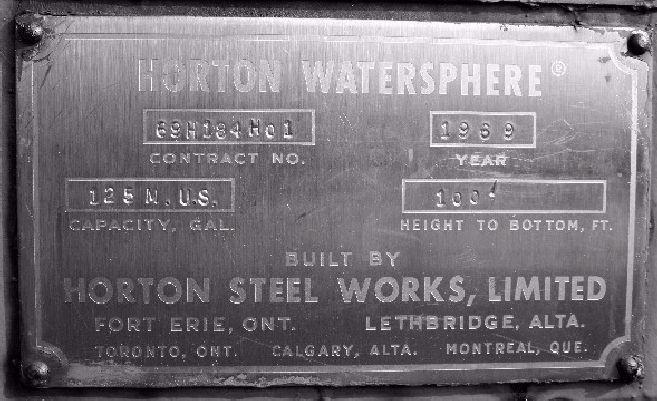 HORTON WATERSPHERE®
69H184H01 1969
CONTRACT NO. YEAR
125 M. U.S. 100'
CAPACITY, GAL. HEIGHT TO BOTTOM, FT.
BUILT BY
HORTON STEEL WORKS, LIMITED
FORT ERIE, ONT. LETHBRIDGE, ALTA.
TORONTO, ONT. CALGARY, ALTA. MONTREAL, QUE.